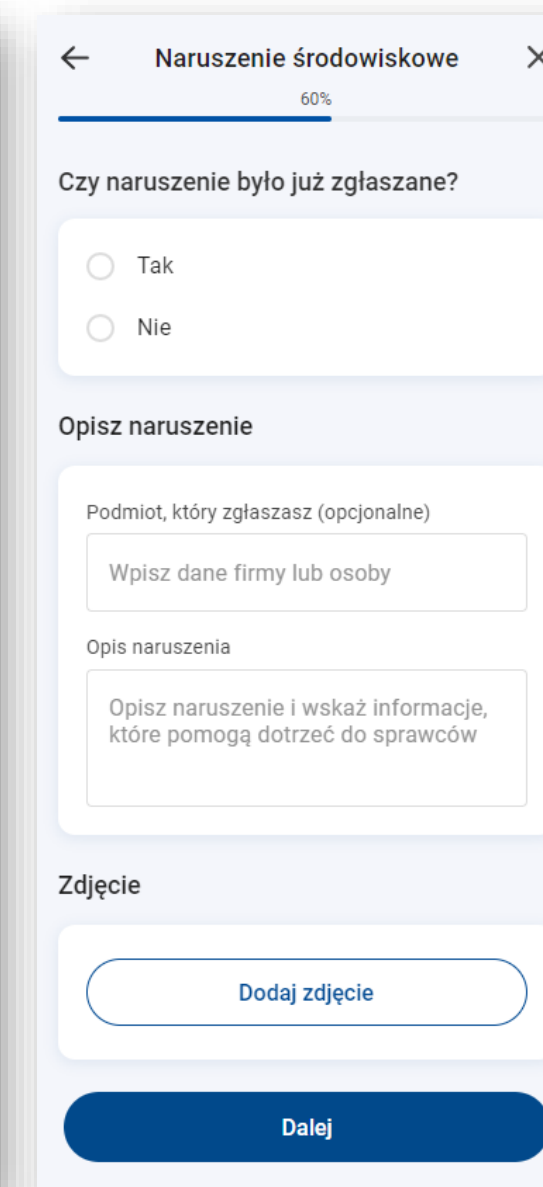 Naruszenie środowiskowe
60%
Czy naruszenie było już zgłaszane?
Tak
Nie
Opisz naruszenie
Podmiot, który zgłaszasz (opcjonalne)
Wpisz dane firmy lub osoby
Opis naruszenia
Opisz naruszenie i wskaż informacje,
które pomogą dotrzeć do sprawców
Zdjęcie
Dodaj zdjęcie
Dalej